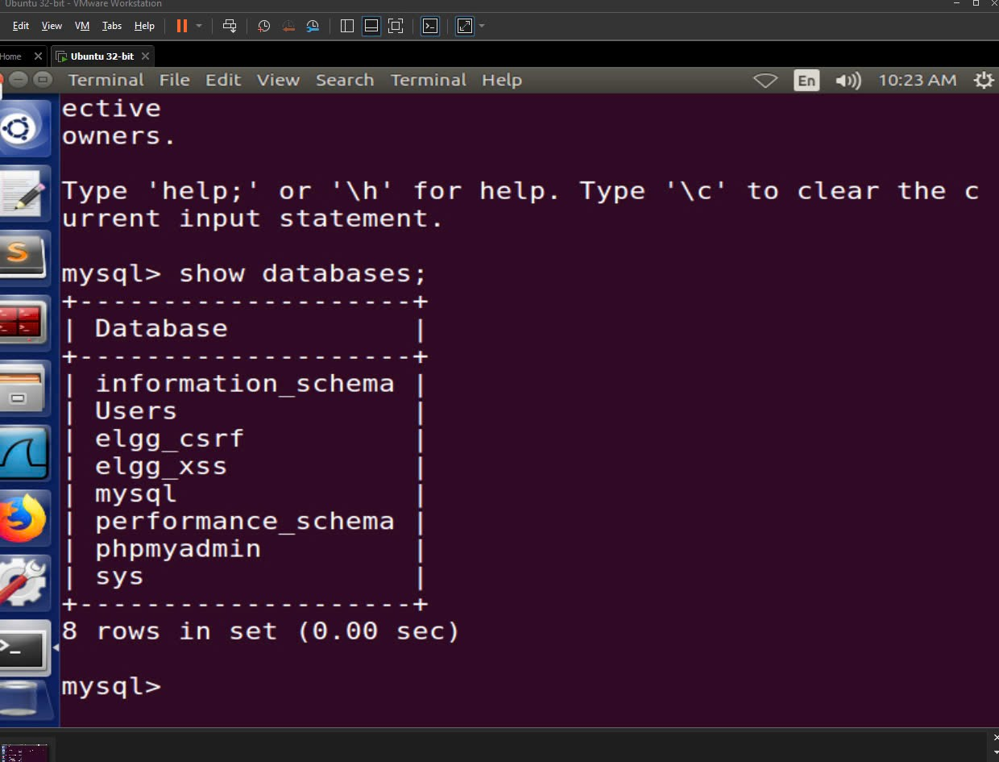 Ubuntu 32-bit - VMware Workstation
Edit View VM Tabs Help
Home Ubuntu 32-bit
Terminal File Edit View Search Terminal Help En 10:23 AM
ective
owners.
Type 'help;' or '\h' for help. Type '\c' to clear the c
urrent input statement.
mysql> show databases;
+--------------------+
| Database           |
+--------------------+
| information_schema |
| Users              |
| elgg_csrf          |
| elgg_xss           |
| mysql              |
| performance_schema |
| phpmyadmin         |
| sys                |
+--------------------+
8 rows in set (0.00 sec)
mysql>